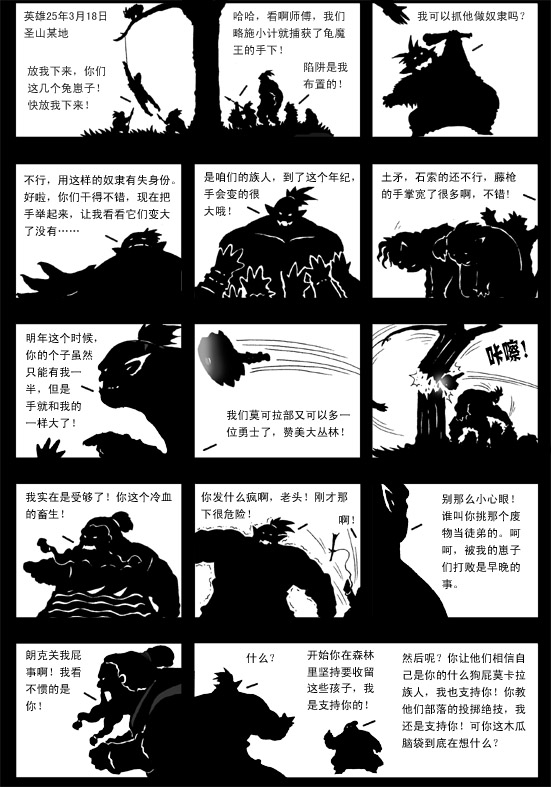 英雄25年3月18日
圣山某地
放我下来，你们
这几个兔崽子！
快放我下来！
哈哈，看啊师傅，我们
略施小计就捕获了龟魔
王的手下！
陷阱是我
布置的！
我可以抓他做奴隶吗？
不行，用这样的奴隶有失身份。
好啦，你们干得不错，现在把
手举起来，让我看看它们变大
了没有……
是咱们的族人，到了这个年纪，
手会变的很
大哦！
土矛，石索的还不行，藤枪
的手掌宽了很多啊，不错！
明年这个时候，
你的个子虽然
只能有我一
半，但是
手就和我的
一样大了！
我们莫可拉部又可以多一
位勇士了，赞美大丛林！
咔嚓！
我实在是受够了！你这个冷血
的畜生！
你发什么疯啊，老头！刚才那
下很危险！
啊！
别那么小心眼！
谁叫你挑那个废
物当徒弟的。呵
呵，被我的崽子
们打败是早晚的
事。
朗克关我屁
事啊！我看
不惯的是
你！
什么？
开始你在森林
里坚持要收留
这些孩子，我
是支持你的！
然后呢？你让他们相信自
己是你的什么狗屁莫卡拉
族人，我也支持你！你教
他们部落的投掷绝技，我
还是支持你！可你这木瓜
脑袋到底在想什么？